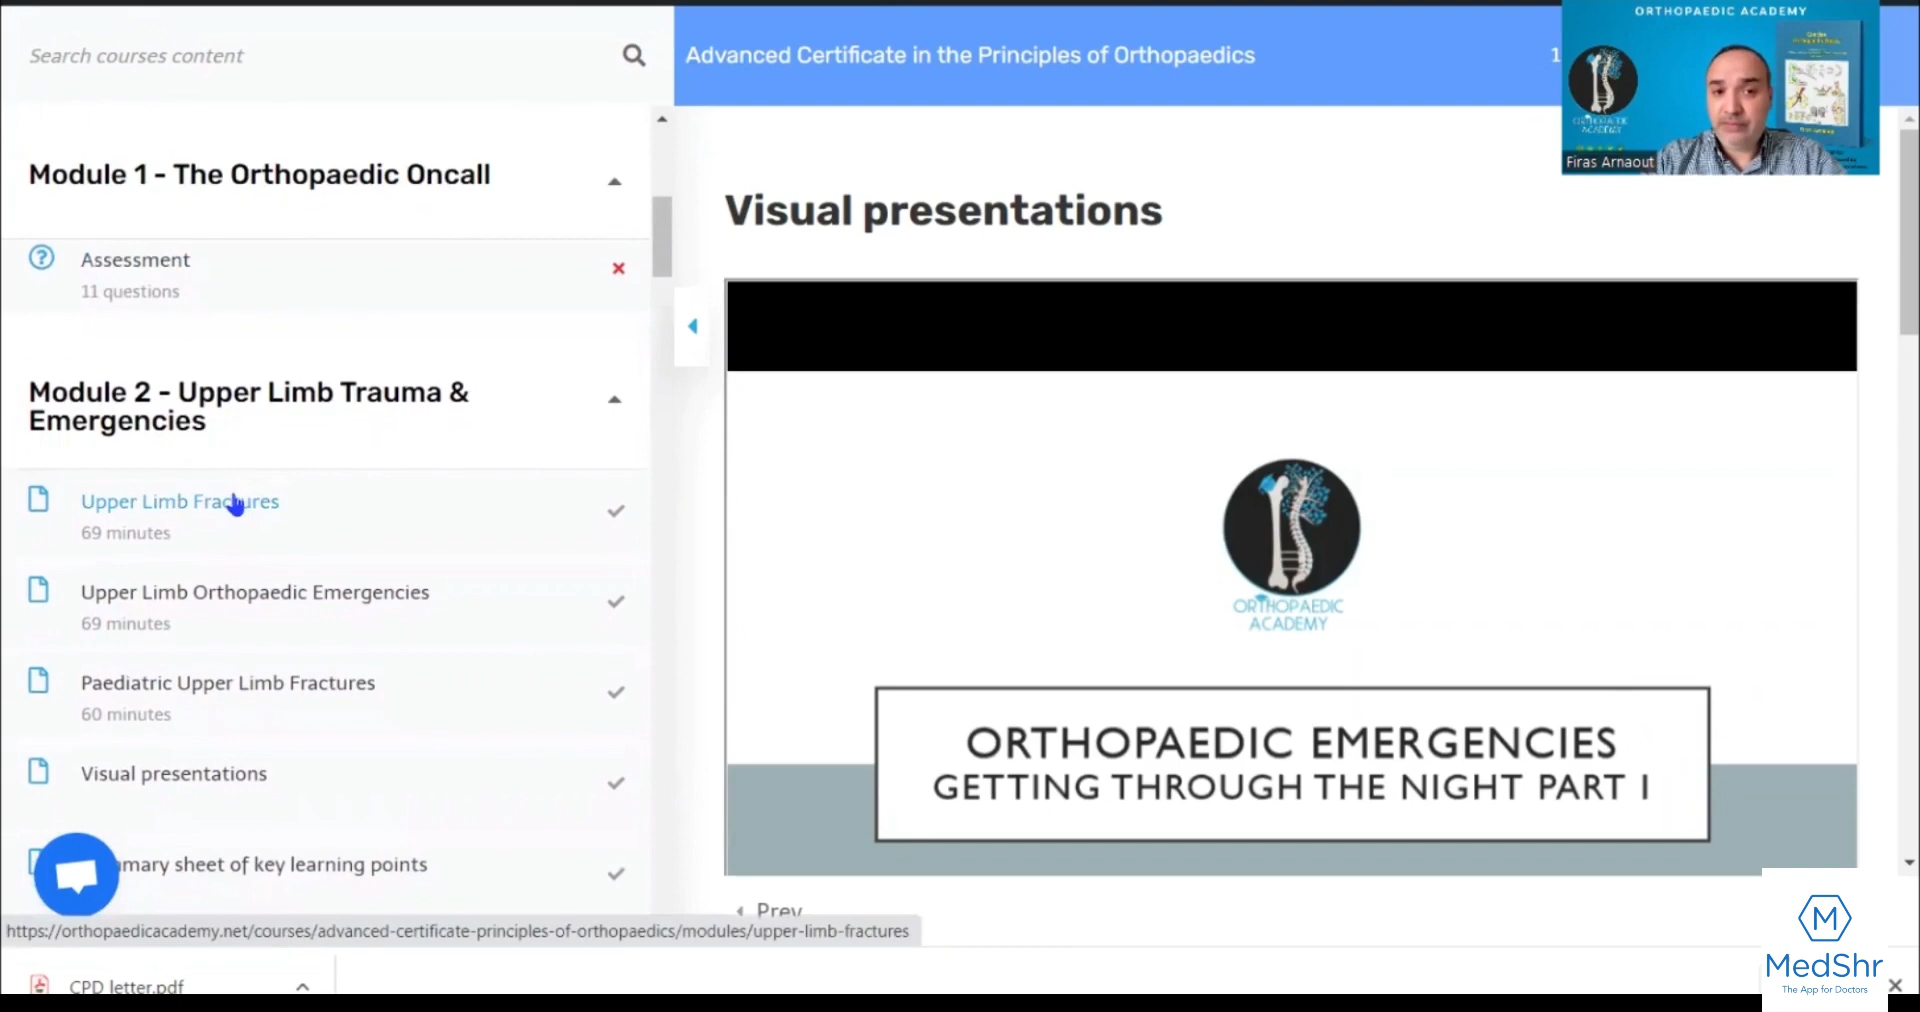 Search courses content
Advanced Certificate in the Principles of Orthopaedics
1
ORTHOPAEDIC ACADEMY
ORTHOPAEDIC
ACADEMY
Firas Arnaout
Module 1 - The Orthopaedic Oncall
Assessment
11 questions
Module 2 - Upper Limb Trauma &
Emergencies
Upper Limb Fractures
69 minutes
Upper Limb Orthopaedic Emergencies
69 minutes
Paediatric Upper Limb Fractures
60 minutes
Visual presentations
mary sheet of key learning points
Visual presentations
ORTHOPAEDIC
ACADEMY
ORTHOPAEDIC EMERGENCIES
GETTING THROUGH THE NIGHT PART I
Prev
https://orthopaedicacademy.net/courses/advanced-certificate-principles-of-orthopaedics/modules/upper-limb-fractures
CPD letter.pdf
M
MedShr
The App for Doctors